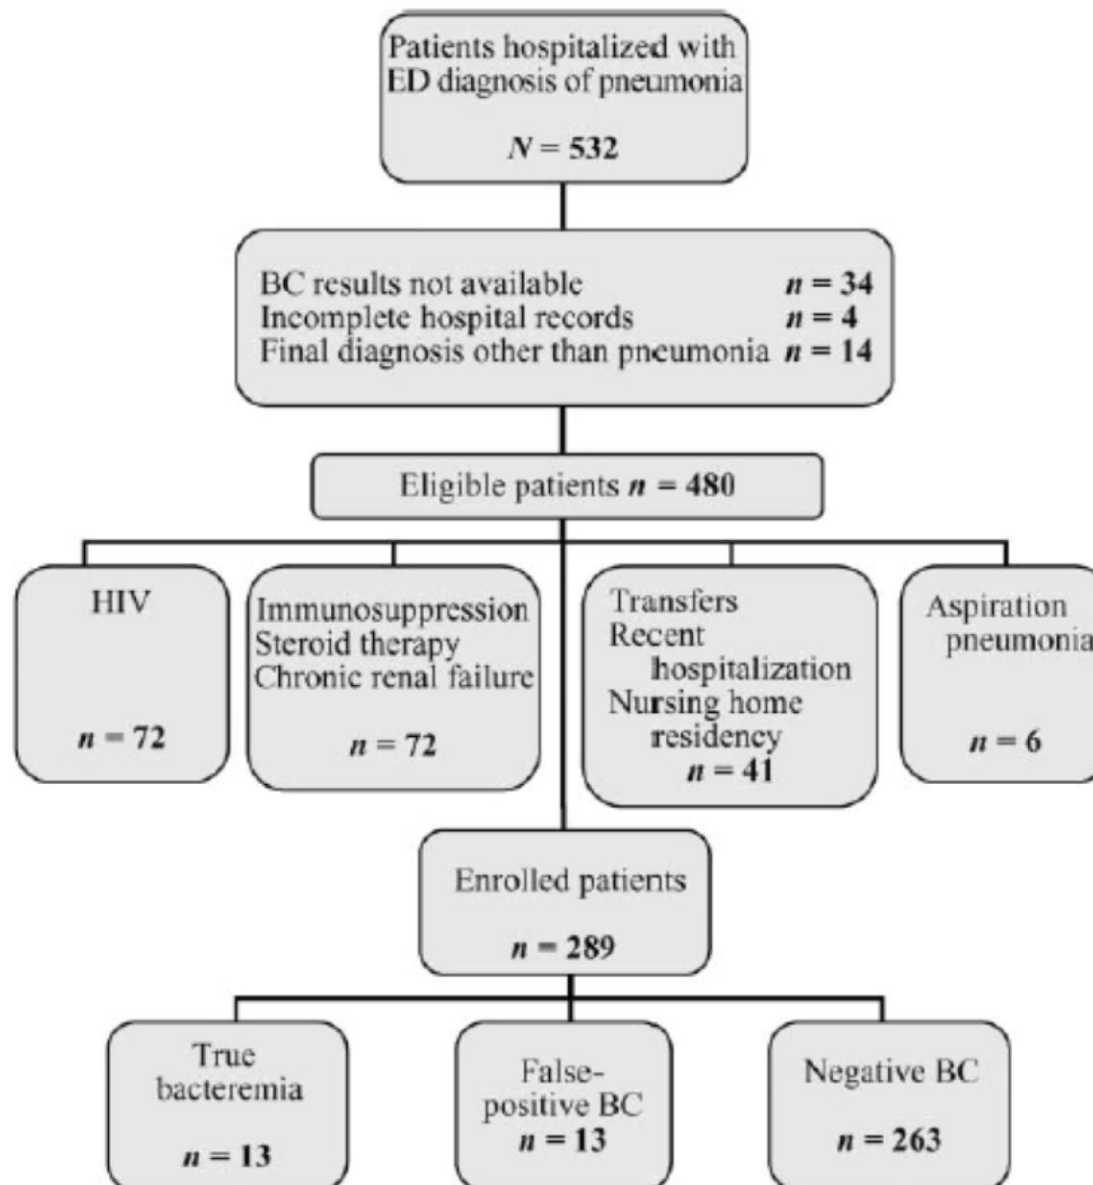 Patients hospitalized with
ED diagnosis of pneumonia
N = 532
BC results not available n = 34
Incomplete hospital records n = 4
Final diagnosis other than pneumonia n = 14
Eligible patients n = 480
HIV
n = 72
Immunosuppression
Steroid therapy
Chronic renal failure
n = 72
Transfers
Recent
hospitalization
Nursing home
residency
n = 41
Aspiration
pneumonia
n = 6
Enrolled patients
n = 289
True
bacteremia
n = 13
False-
positive BC
n = 13
Negative BC
n = 263